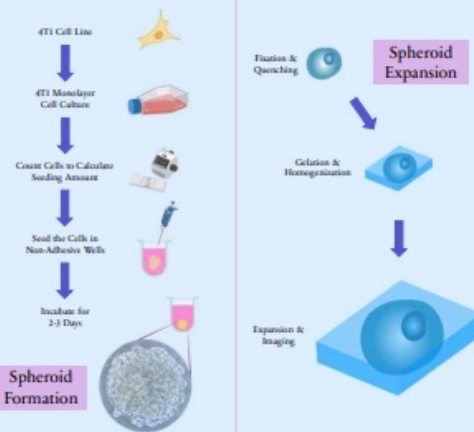 4T1 Cell Line
4T1 Monolayer
Cell Culture
Count Cells to Calculate
Seeding Amount
Seed the Cells in
Non-Adhesive Wells
Incubate for
2-3 Days
Spheroid
Formation
Fixation &
Quenching
Spheroid
Expansion
Gelation &
Homogenization
Expansion &
Imaging